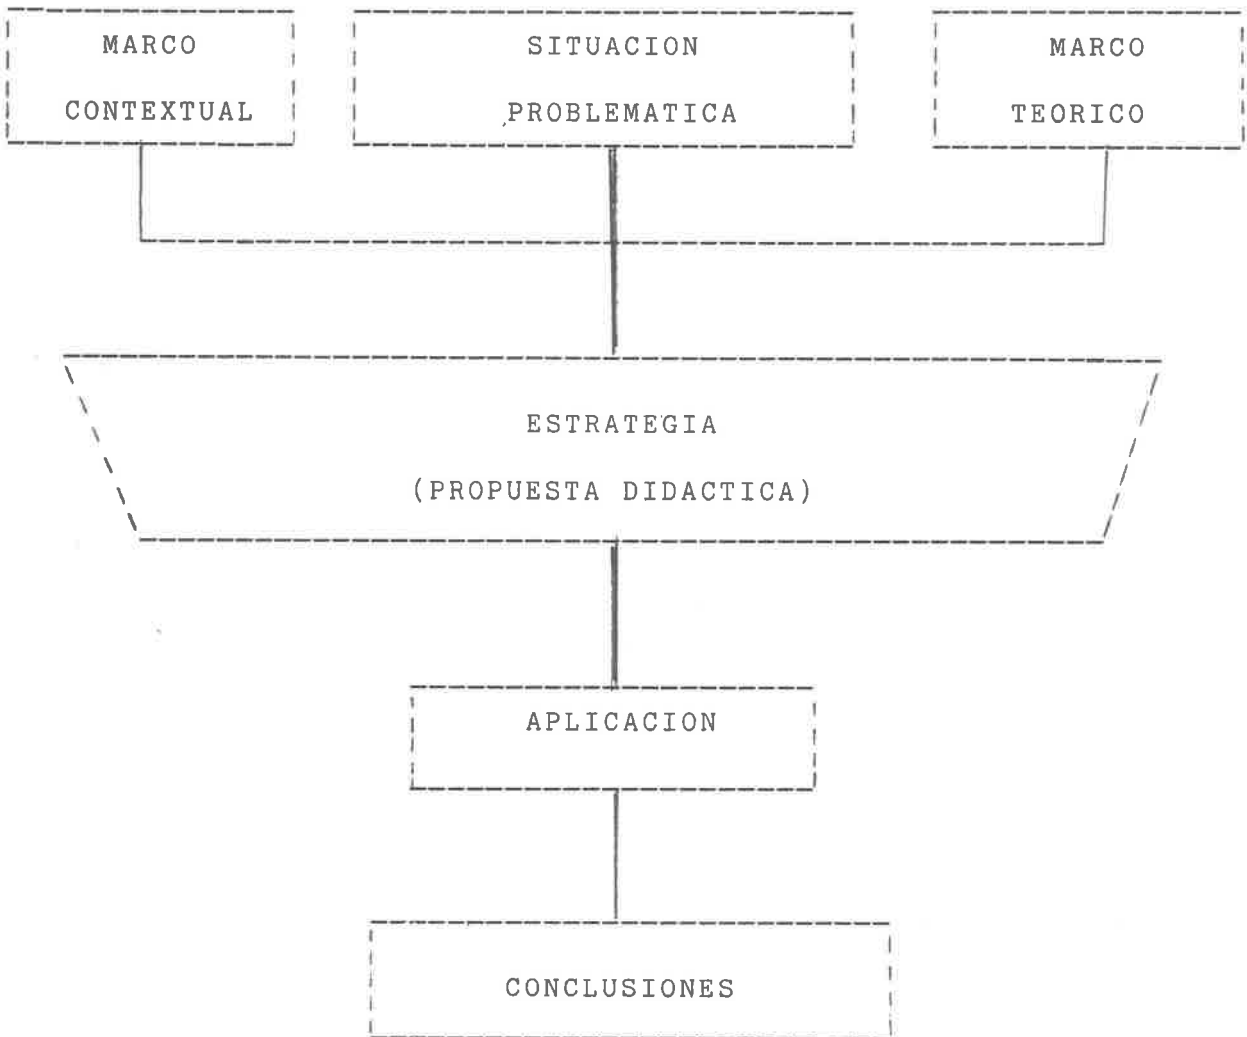 MARCO
CONTEXTUAL
SITUACION
PROBLEMATICA
MARCO
TEORICO
ESTRATEGIA
(PROPUESTA DIDACTICA)
APLICACION
CONCLUSIONES